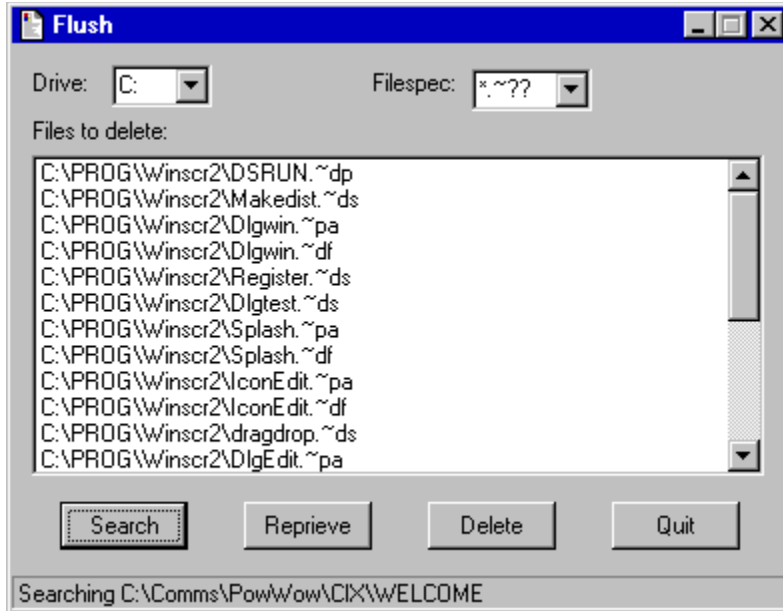 Flush
Drive: C: Filespec: *.~??
Files to delete:
C:\PROG\Winscr2\DSRUN.~dp
C:\PROG\Winscr2\Makedist.~ds
C:\PROG\Winscr2\Dlgwin.~pa
C:\PROG\Winscr2\Dlgwin.~df
C:\PROG\Winscr2\Register.~ds
C:\PROG\Winscr2\Dlgtest.~ds
C:\PROG\Winscr2\Splash.~pa
C:\PROG\Winscr2\Splash.~df
C:\PROG\Winscr2\IconEdit.~pa
C:\PROG\Winscr2\IconEdit.~df
C:\PROG\Winscr2\dragdrop.~ds
C:\PROG\Winscr2\DlgEdit.~pa
Search Reprieve Delete Quit
Searching C:\Comms\PowWow\CIX\WELCOME